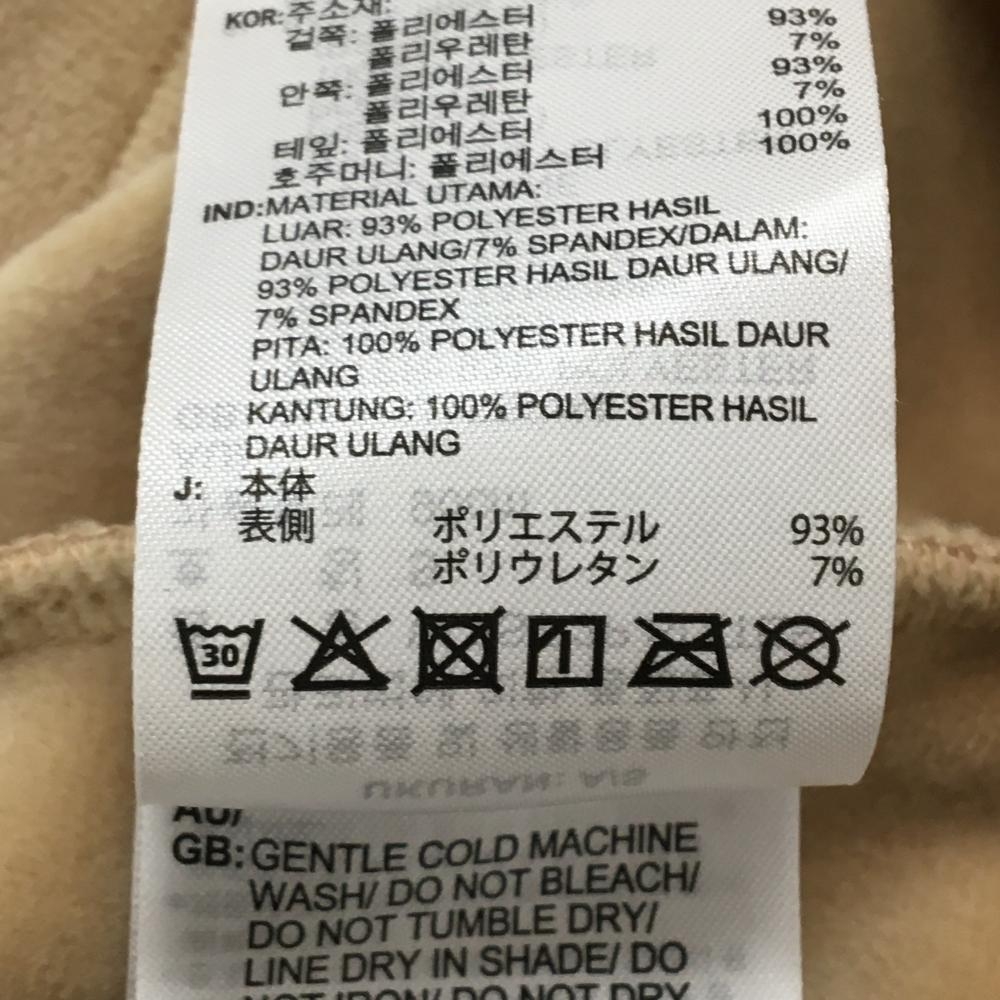 KOR: 주소재:
겉쪽: 폴리에스터 93%
폴리우레탄 7%
안쪽: 폴리에스터 93%
폴리우레탄 7%
테잎: 폴리에스터 100%
호주머니: 폴리에스터 100%
IND: MATERIAL UTAMA:
LUAR: 93% POLYESTER HASIL
DAUR ULANG/7% SPANDEX/DALAM:
93% POLYESTER HASIL DAUR ULANG/
7% SPANDEX
PITA: 100% POLYESTER HASIL DAUR
ULANG
KANTUNG: 100% POLYESTER HASIL
DAUR ULANG
J: 本体
表側 ポリエステル 93%
ポリウレタン 7%
30
AU/
GB: GENTLE COLD MACHINE
WASH/ DO NOT BLEACH/
DO NOT TUMBLE DRY/
LINE DRY IN SHADE/ DO
NOT IRON/ DO NOT DRY